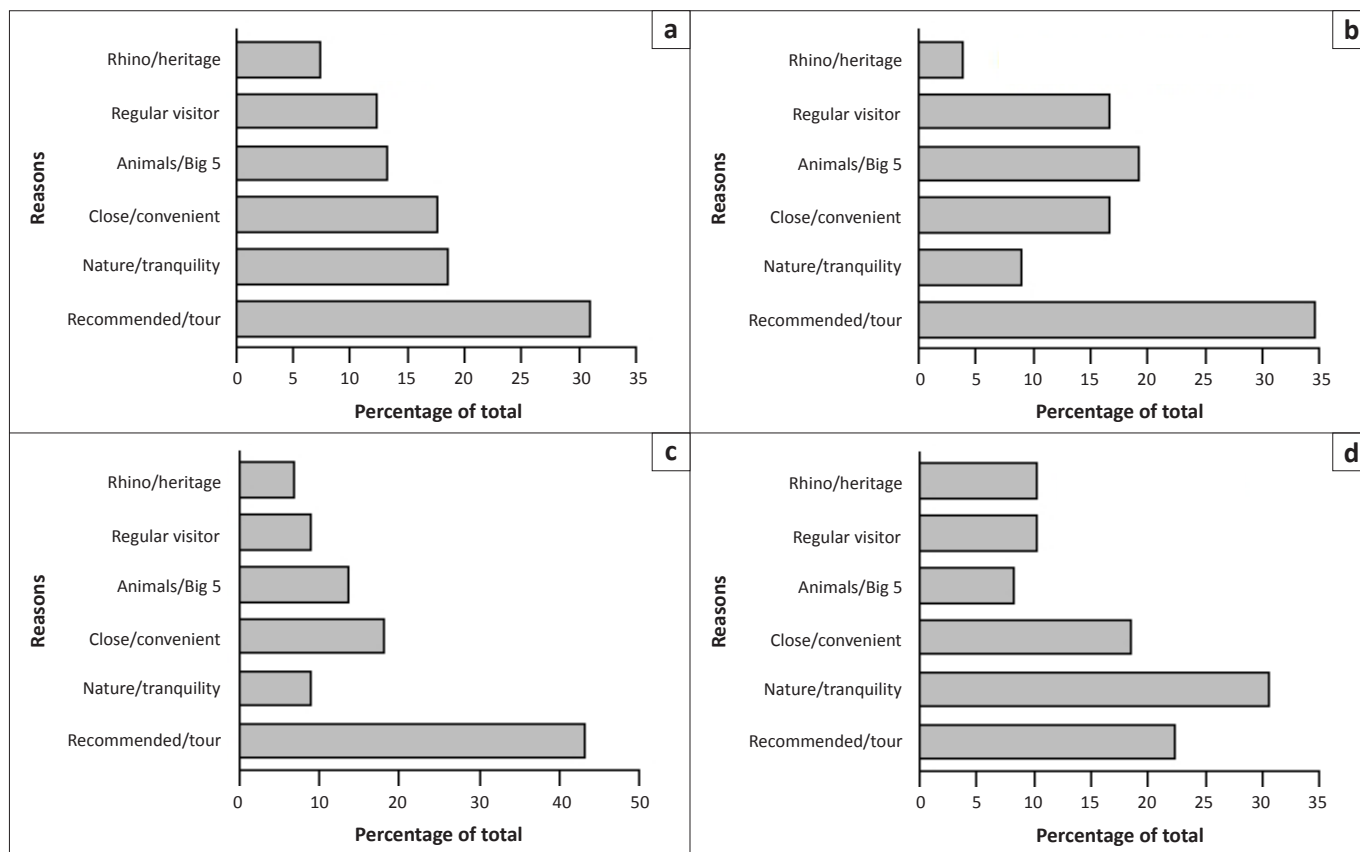 a
Reasons
Rhino/heritage
Regular visitor
Animals/Big 5
Close/convenient
Nature/tranquility
Recommended/tour
0 5 10 15 20 25 30 35
Percentage of total
b
Reasons
Rhino/heritage
Regular visitor
Animals/Big 5
Close/convenient
Nature/tranquility
Recommended/tour
0 5 10 15 20 25 30 35
Percentage of total
c
Reasons
Rhino/heritage
Regular visitor
Animals/Big 5
Close/convenient
Nature/tranquility
Recommended/tour
0 10 20 30 40 50
Percentage of total
d
Reasons
Rhino/heritage
Regular visitor
Animals/Big 5
Close/convenient
Nature/tranquility
Recommended/tour
0 5 10 15 20 25 30 35
Percentage of total